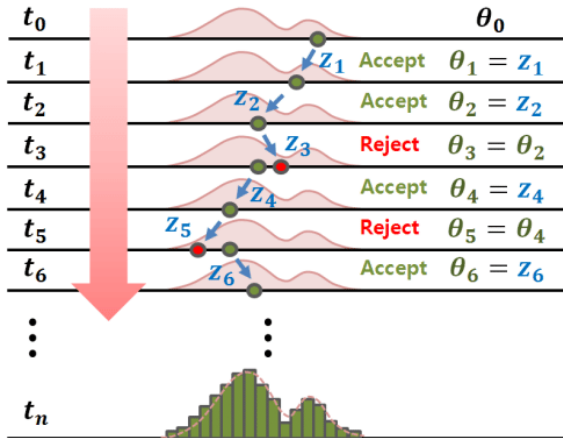 t₀ θ₀
t₁ z₁ Accept θ₁ = z₁
t₂ z₂ Accept θ₂ = z₂
t₃ z₃ Reject θ₃ = θ₂
t₄ z₄ Accept θ₄ = z₄
t₅ z₅ Reject θ₅ = θ₄
t₆ z₆ Accept θ₆ = z₆
⋮ ⋮
tₙ